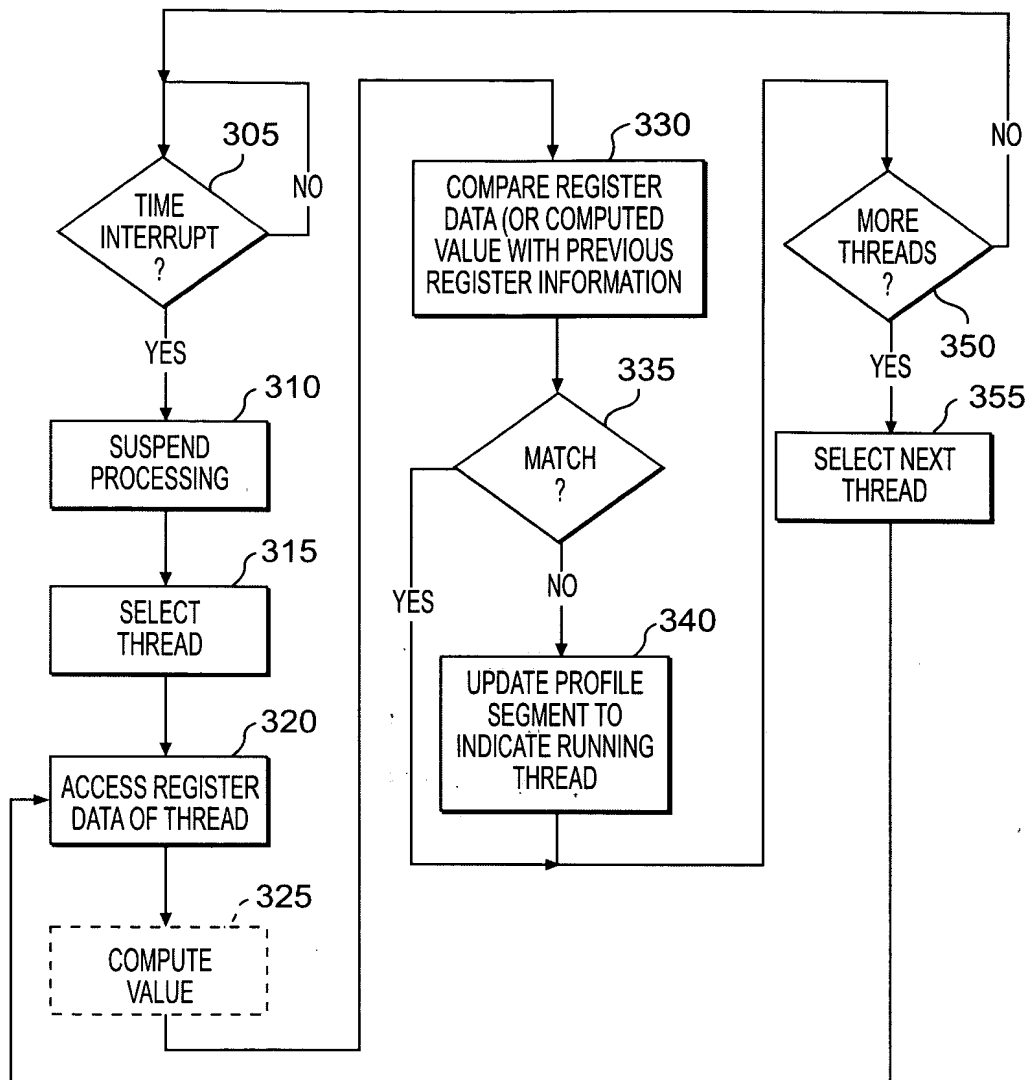 305
TIME
INTERRUPT
?
NO
YES
310
SUSPEND
PROCESSING
315
SELECT
THREAD
320
ACCESS REGISTER
DATA OF THREAD
325
COMPUTE
VALUE
330
COMPARE REGISTER
DATA (OR COMPUTED
VALUE WITH PREVIOUS
REGISTER INFORMATION
335
MATCH
?
YES
NO
340
UPDATE PROFILE
SEGMENT TO
INDICATE RUNNING
THREAD
NO
MORE
THREADS
?
350
YES
355
SELECT NEXT
THREAD